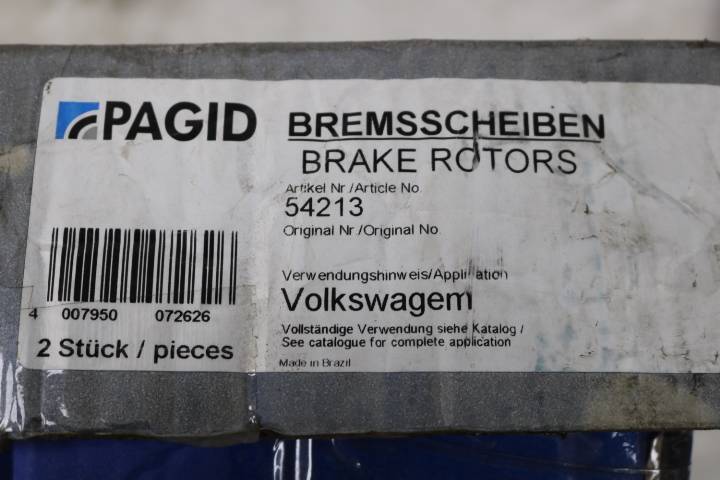 PAGID
BREMSSCHEIBEN
BRAKE ROTORS
Artikel Nr./Article No.
54213
Original Nr./Original No
Verwendungshinweis/Application
Volkswagem
Vollständige Verwendung siehe Katalog /
See catalogue for complete application
Made in Brazil
4 007950 072626
2 Stück / pieces